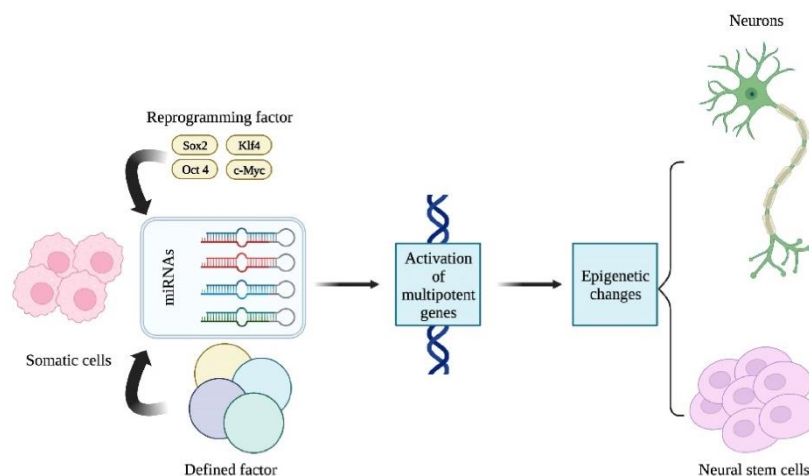 Neurons
Reprogramming factor
Sox2
Klf4
Oct 4
c-Myc
miRNAs
Somatic cells
Defined factor
Activation
of
multipotent
genes
Epigenetic
changes
Neural stem cells